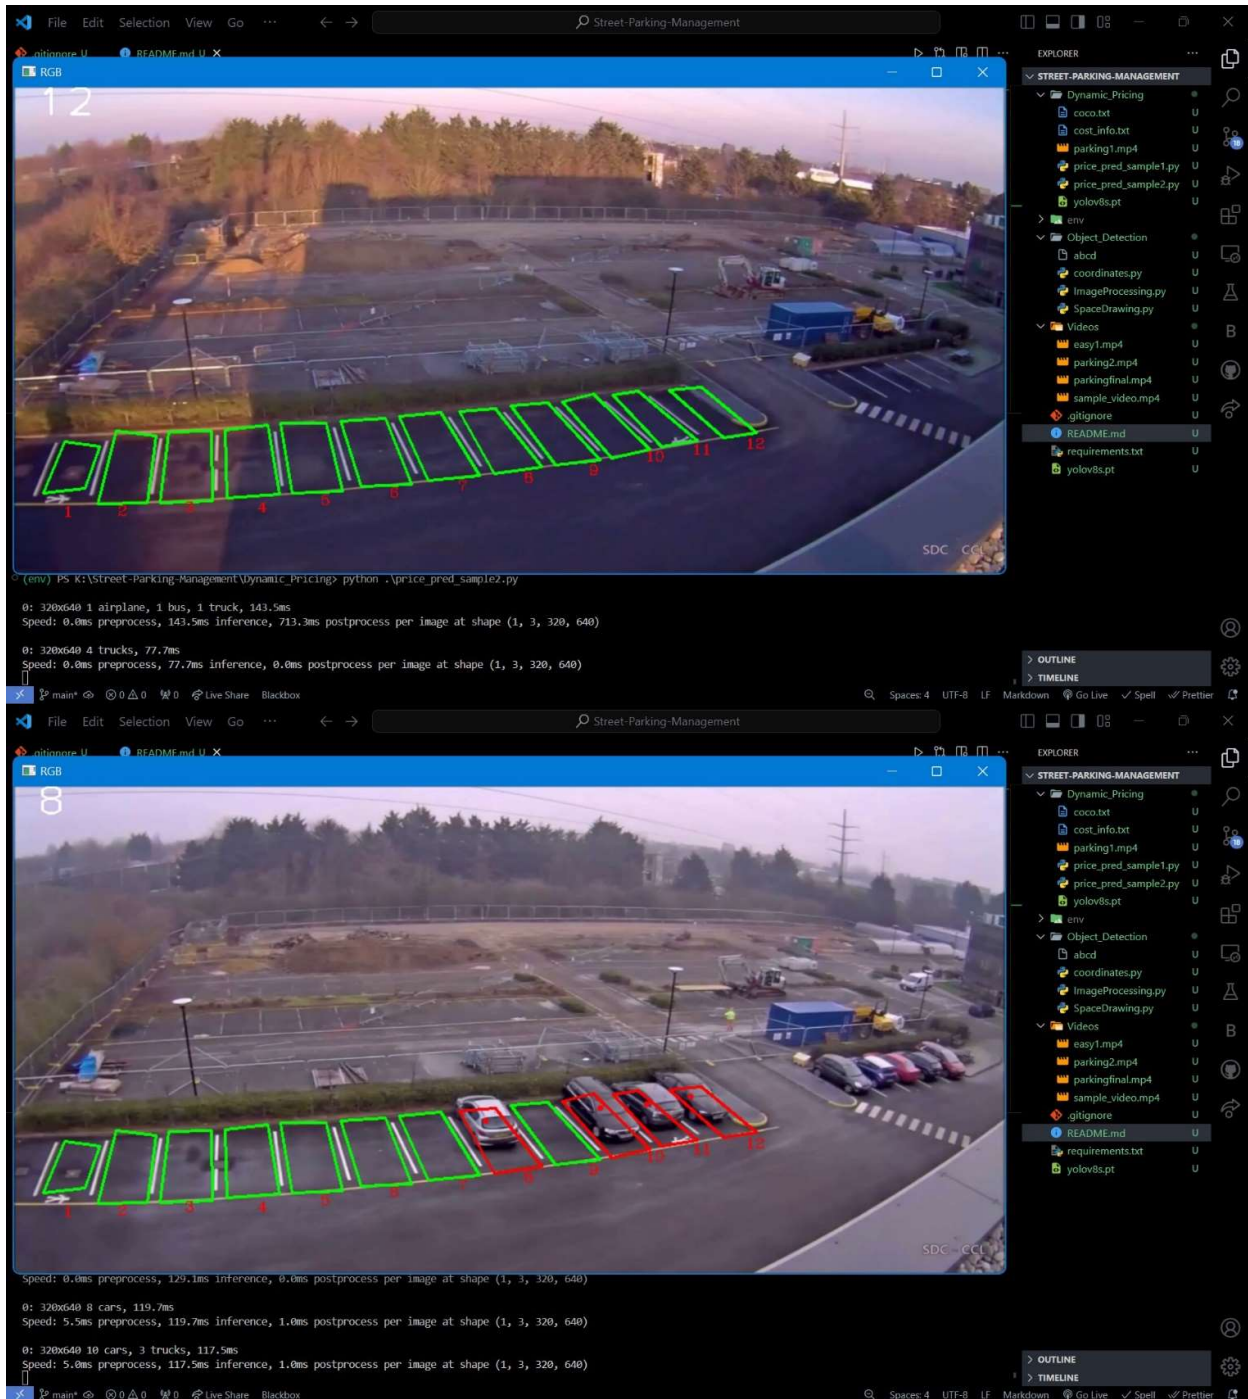 File Edit Selection View Go ··· Street-Parking-Management
.gitignore U README.md U
RGB
12
1 2 3 4 5 6 7 8 9 10 11 12
SDC CCL
(env) PS K:\Street-Parking-Management\Dynamic_Pricing> python .\price_pred_sample2.py
0: 320x640 1 airplane, 1 bus, 1 truck, 143.5ms
Speed: 0.0ms preprocess, 143.5ms inference, 713.3ms postprocess per image at shape (1, 3, 320, 640)
0: 320x640 4 trucks, 77.7ms
Speed: 0.0ms preprocess, 77.7ms inference, 0.0ms postprocess per image at shape (1, 3, 320, 640)
EXPLORER
STREET-PARKING-MANAGEMENT
Dynamic_Pricing
coco.txt U
cost_info.txt U
parking1.mp4 U
price_pred_sample1.py U
price_pred_sample2.py U
yolov8s.pt U
env
Object_Detection
abcd U
coordinates.py U
ImageProcessing.py U
SpaceDrawing.py U
Videos
easy1.mp4 U
parking2.mp4 U
parkingfinal.mp4 U
sample_video.mp4 U
.gitignore U
README.md U
requirements.txt U
yolov8s.pt U
18
B
OUTLINE
TIMELINE
main* 0 0 0 Live Share Blackbox Spaces: 4 UTF-8 LF Markdown Go Live Spell Prettier
File Edit Selection View Go ··· Street-Parking-Management
.gitignore U README.md U
RGB
8
1 2 3 4 5 6 7 8 9 10 11 12
SDC CCL
Speed: 0.0ms preprocess, 129.1ms inference, 0.0ms postprocess per image at shape (1, 3, 320, 640)
0: 320x640 8 cars, 119.7ms
Speed: 5.5ms preprocess, 119.7ms inference, 1.0ms postprocess per image at shape (1, 3, 320, 640)
0: 320x640 10 cars, 3 trucks, 117.5ms
Speed: 5.0ms preprocess, 117.5ms inference, 1.0ms postprocess per image at shape (1, 3, 320, 640)
EXPLORER
STREET-PARKING-MANAGEMENT
Dynamic_Pricing
coco.txt U
cost_info.txt U
parking1.mp4 U
price_pred_sample1.py U
price_pred_sample2.py U
yolov8s.pt U
env
Object_Detection
abcd U
coordinates.py U
ImageProcessing.py U
SpaceDrawing.py U
Videos
easy1.mp4 U
parking2.mp4 U
parkingfinal.mp4 U
sample_video.mp4 U
.gitignore U
README.md U
requirements.txt U
yolov8s.pt U
18
B
OUTLINE
TIMELINE
main* 0 0 0 Live Share Blackbox Spaces: 4 UTF-8 LF Markdown Go Live Spell Prettier